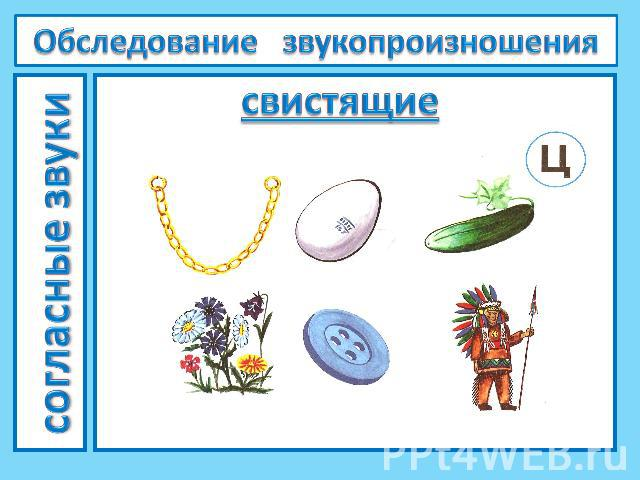 Обследование звукопроизношения
согласные звуки
свистящие
Ц
PPt4WEB.ru